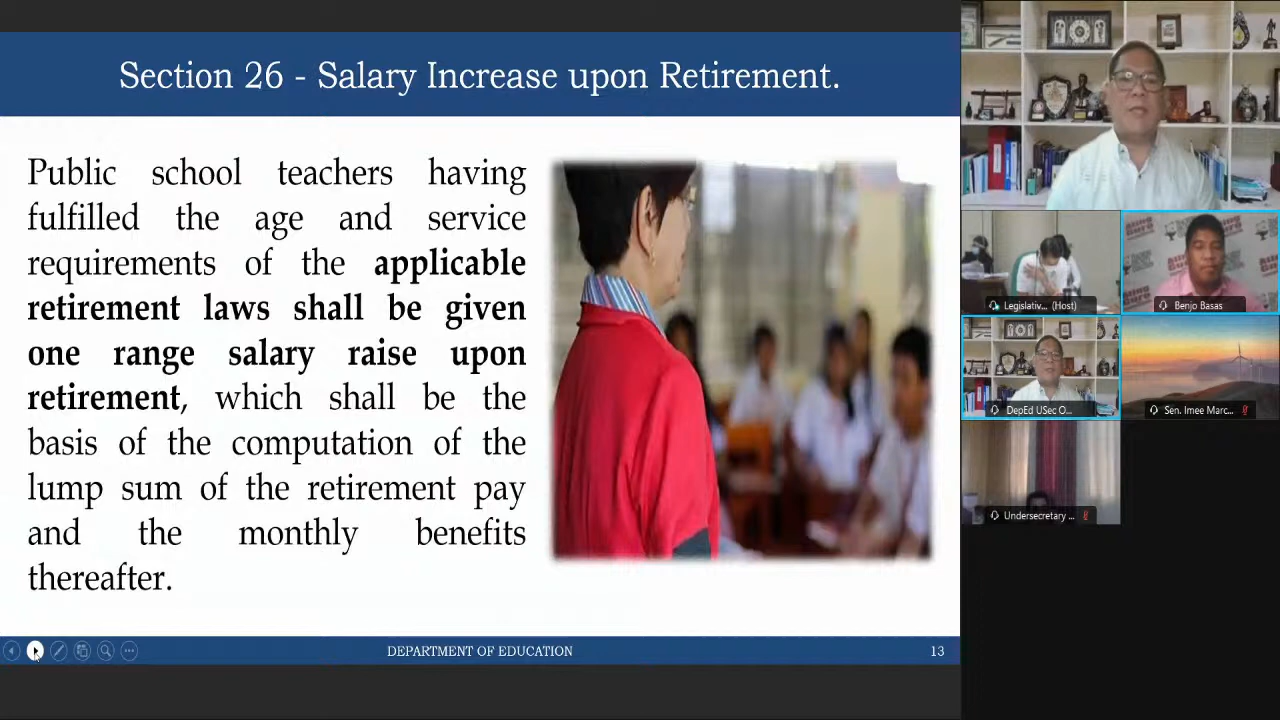 Section 26 - Salary Increase upon Retirement.
Public school teachers having
fulfilled the age and service
requirements of the applicable
retirement laws shall be given
one range salary raise upon
retirement, which shall be the
basis of the computation of the
lump sum of the retirement pay
and the monthly benefits
thereafter.
DEPARTMENT OF EDUCATION
13
Legislativ... (Host)
Benjo Basas
DepEd USec O...
Sen. Imee Marc...
Undersecretary ...